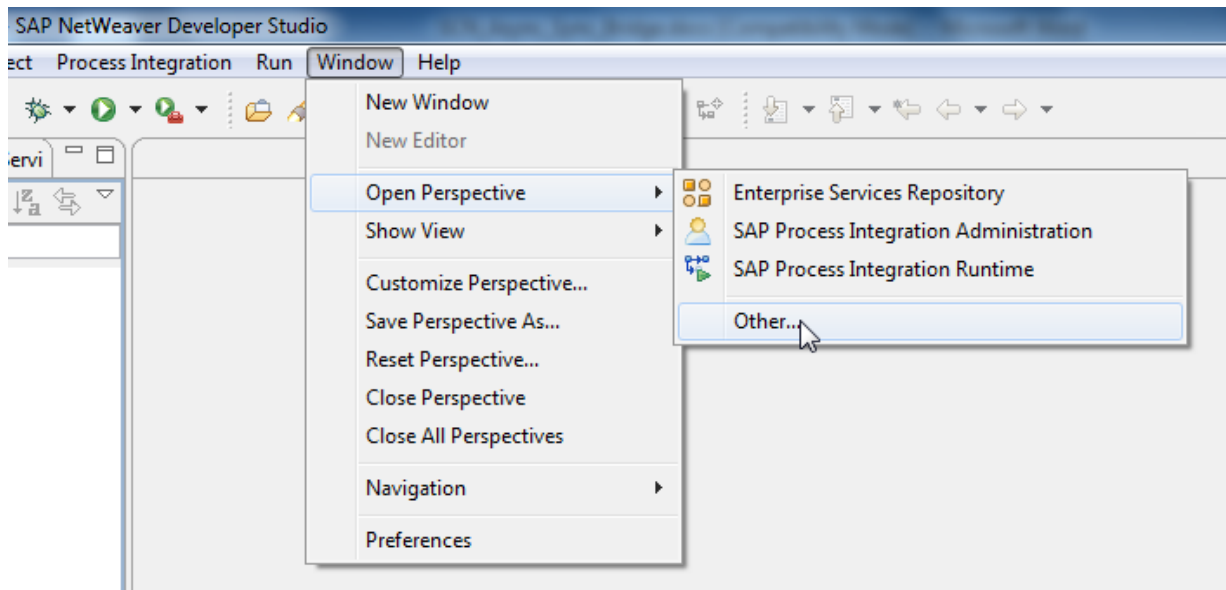 SAP NetWeaver Developer Studio
ect Process Integration Run Window Help
New Window
New Editor
ervi
Open Perspective
Enterprise Services Repository
Show View
SAP Process Integration Administration
SAP Process Integration Runtime
Customize Perspective...
Save Perspective As...
Other...
Reset Perspective...
Close Perspective
Close All Perspectives
Navigation
Preferences